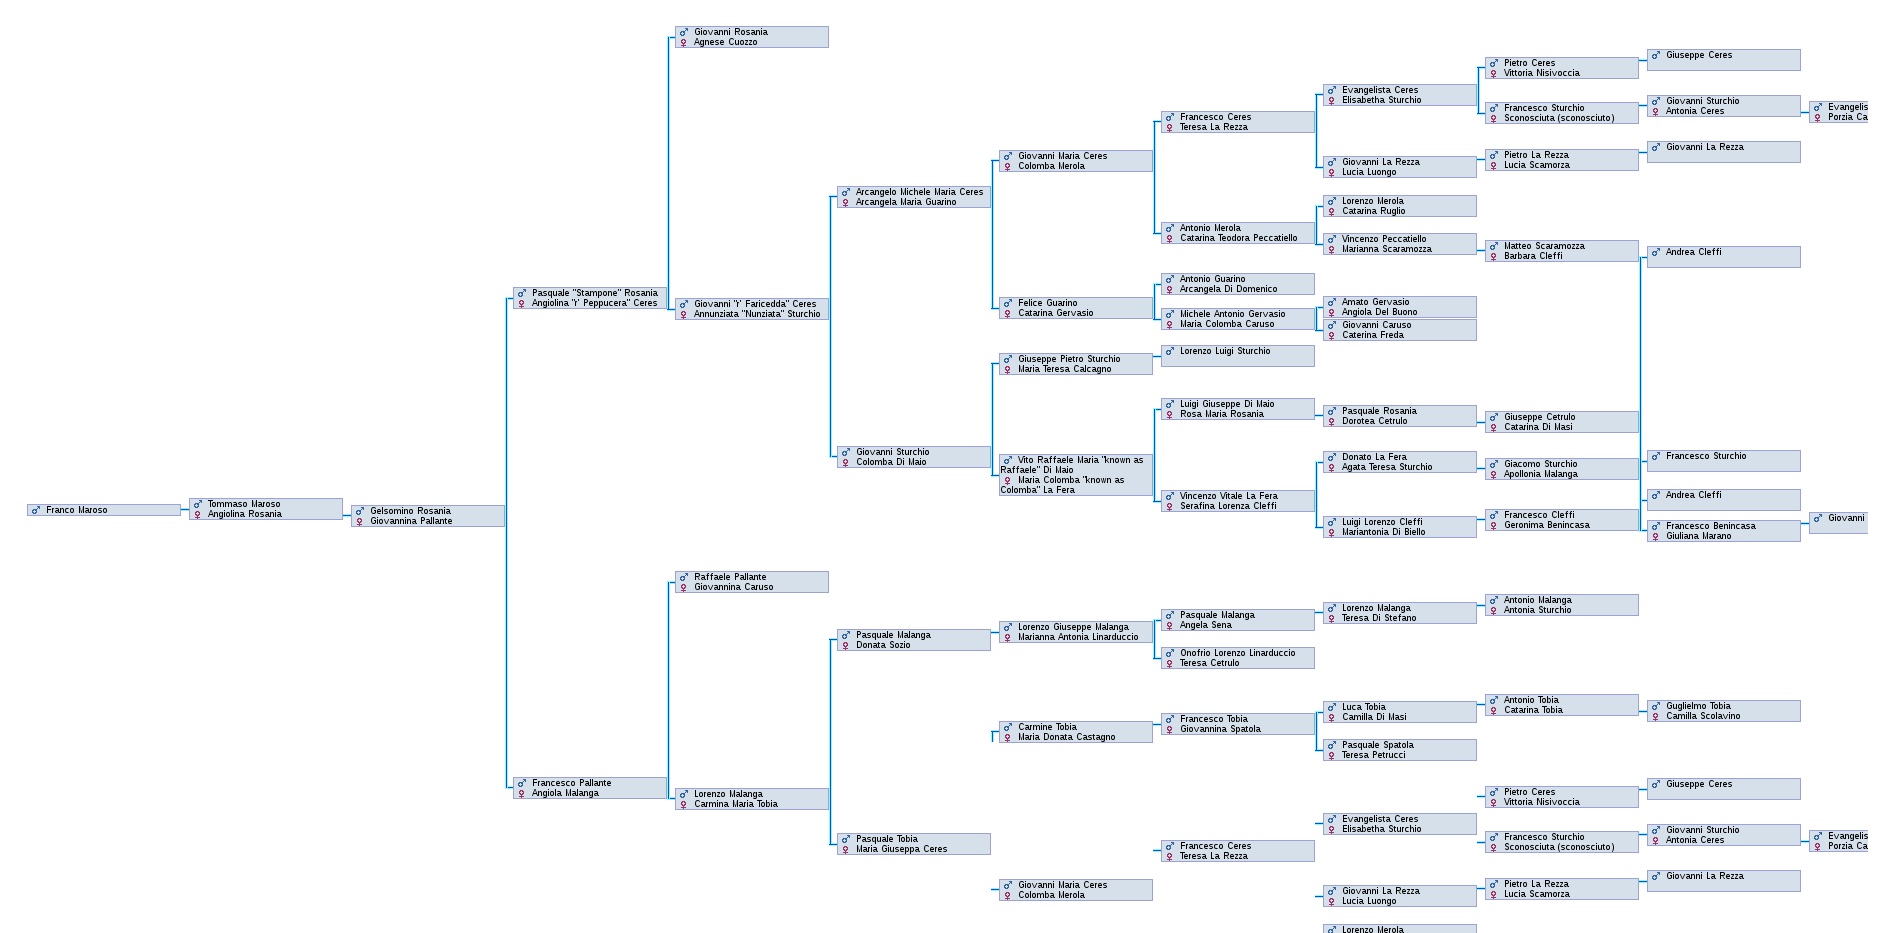 Franco Maroso
Tommaso Maroso
Angiolina Rosania
Gelsomino Rosania
Giovannina Pallante
Pasquale "Stampone" Rosania
Angiolina "r' Peppucera" Ceres
Francesco Pallante
Angiola Malanga
Giovanni Rosania
Agnese Cuozzo
Giovanni "r' Faricedda" Ceres
Annunziata "Nunziata" Sturchio
Raffaele Pallante
Giovannina Caruso
Lorenzo Malanga
Carmina Maria Tobia
Arcangelo Michele Maria Ceres
Arcangela Maria Guarino
Giovanni Sturchio
Colomba Di Maio
Pasquale Malanga
Donata Sozio
Pasquale Tobia
Maria Giuseppa Ceres
Giovanni Maria Ceres
Colomba Merola
Felice Guarino
Catarina Gervasio
Giuseppe Pietro Sturchio
Maria Teresa Calcagno
Vito Raffaele Maria "known as
Raffaele" Di Maio
Maria Colomba "known as
Colomba" La Fera
Lorenzo Giuseppe Malanga
Marianna Antonia Linarduccio
Carmine Tobia
Maria Donata Castagno
Giovanni Maria Ceres
Colomba Merola
Francesco Ceres
Teresa La Rezza
Antonio Merola
Catarina Teodora Peccatiello
Antonio Guarino
Arcangela Di Domenico
Michele Antonio Gervasio
Maria Colomba Caruso
Lorenzo Luigi Sturchio
Luigi Giuseppe Di Maio
Rosa Maria Rosania
Vincenzo Vitale La Fera
Serafina Lorenza Cleffi
Pasquale Malanga
Angela Sena
Onofrio Lorenzo Linarduccio
Teresa Cetrulo
Francesco Tobia
Giovannina Spatola
Francesco Ceres
Teresa La Rezza
Evangelista Ceres
Elisabetha Sturchio
Giovanni La Rezza
Lucia Luongo
Lorenzo Merola
Catarina Ruglio
Vincenzo Peccatiello
Marianna Scaramozza
Amato Gervasio
Angiola Del Buono
Giovanni Caruso
Caterina Freda
Pasquale Rosania
Dorotea Cetrulo
Donato La Fera
Agata Teresa Sturchio
Luigi Lorenzo Cleffi
Mariantonia Di Biello
Lorenzo Malanga
Teresa Di Stefano
Luca Tobia
Camilla Di Masi
Pasquale Spatola
Teresa Petrucci
Evangelista Ceres
Elisabetha Sturchio
Giovanni La Rezza
Lucia Luongo
Lorenzo Merola
Pietro Ceres
Vittoria Nisivoccia
Francesco Sturchio
Sconosciuta (sconosciuto)
Pietro La Rezza
Lucia Scamorza
Matteo Scaramozza
Barbara Cleffi
Giuseppe Cetrulo
Catarina Di Masi
Giacomo Sturchio
Apollonia Malanga
Francesco Cleffi
Geronima Benincasa
Antonio Malanga
Antonia Sturchio
Antonio Tobia
Catarina Tobia
Pietro Ceres
Vittoria Nisivoccia
Francesco Sturchio
Sconosciuta (sconosciuto)
Pietro La Rezza
Lucia Scamorza
Giuseppe Ceres
Giovanni Sturchio
Antonia Ceres
Giovanni La Rezza
Andrea Cleffi
Francesco Sturchio
Andrea Cleffi
Francesco Benincasa
Giuliana Marano
Guglielmo Tobia
Camilla Scolavino
Giuseppe Ceres
Giovanni Sturchio
Antonia Ceres
Giovanni La Rezza
Evangelis
Porzia Ca
Giovanni
Evangelis
Porzia Ca